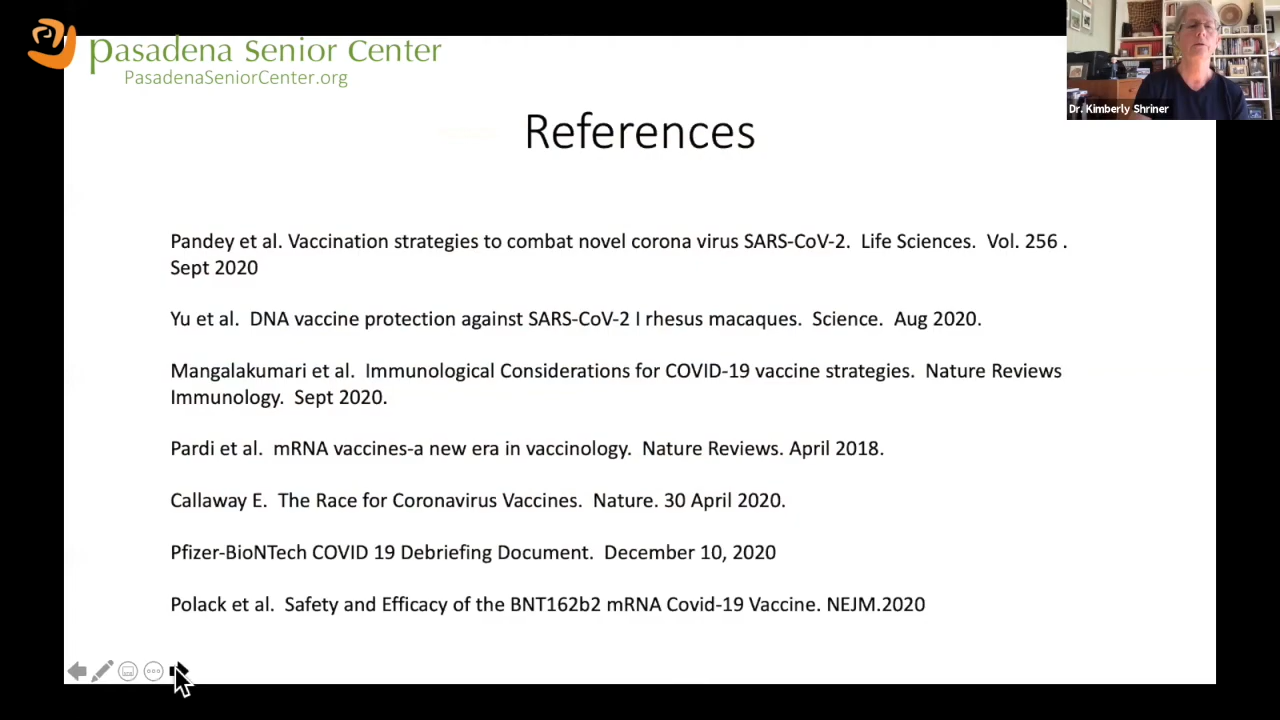 Pasadena Senior Center
PasadenaSeniorCenter.org
Dr. Kimberly Shriner
References
Pandey et al. Vaccination strategies to combat novel corona virus SARS-CoV-2. Life Sciences. Vol. 256 .
Sept 2020
Yu et al. DNA vaccine protection against SARS-CoV-2 I rhesus macaques. Science. Aug 2020.
Mangalakumari et al. Immunological Considerations for COVID-19 vaccine strategies. Nature Reviews
Immunology. Sept 2020.
Pardi et al. mRNA vaccines-a new era in vaccinology. Nature Reviews. April 2018.
Callaway E. The Race for Coronavirus Vaccines. Nature. 30 April 2020.
Pfizer-BioNTech COVID 19 Debriefing Document. December 10, 2020
Polack et al. Safety and Efficacy of the BNT162b2 mRNA Covid-19 Vaccine. NEJM.2020